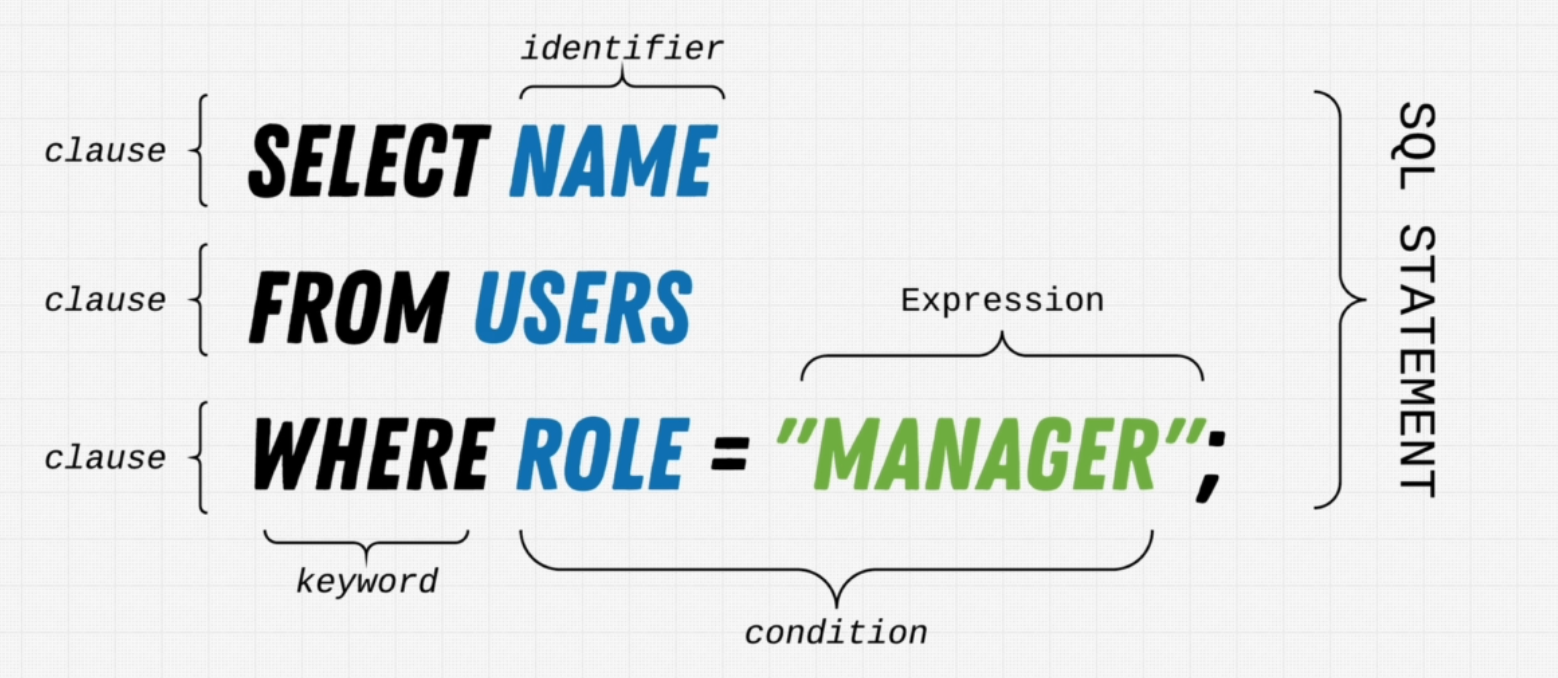 identifier
clause SELECT NAME
clause FROM USERS
Expression
clause WHERE ROLE = "MANAGER";
keyword
condition
SQL STATEMENT